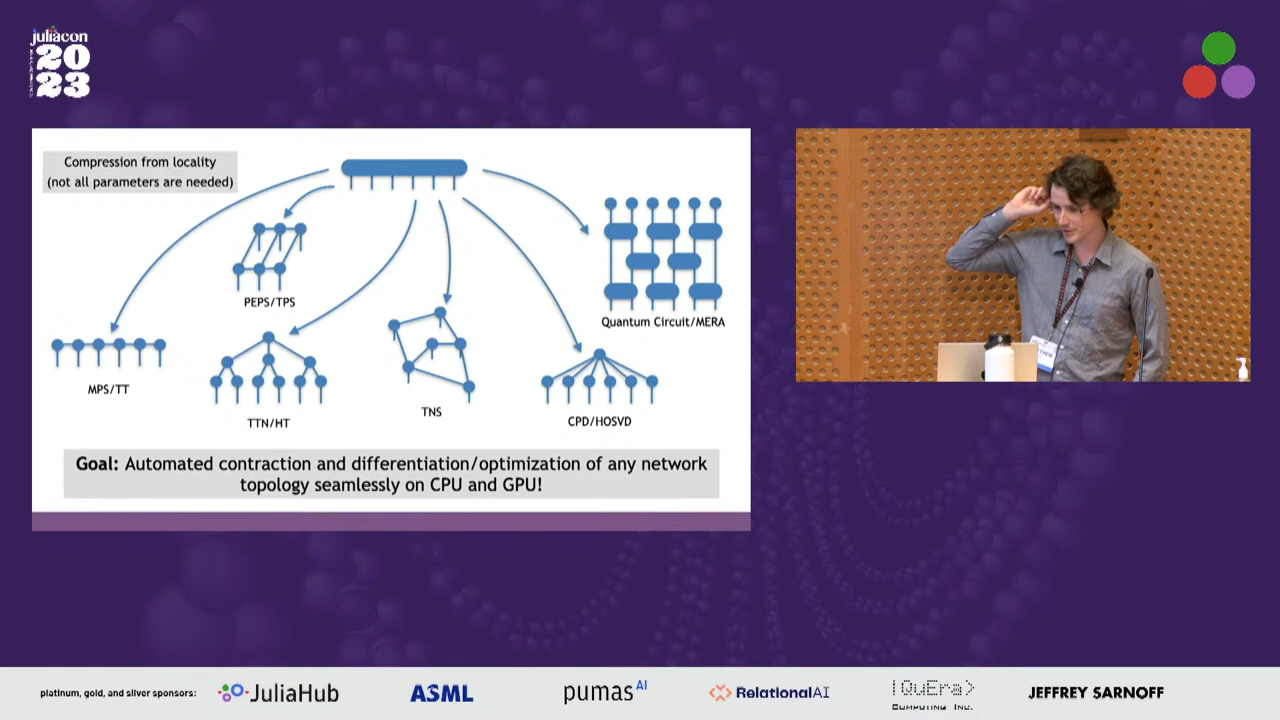 juliacon
20
23
Compression from locality
(not all parameters are needed)
PEPS/TPS
Quantum Circuit/MERA
MPS/TT
TTN/HT
TNS
CPD/HOSVD
Goal: Automated contraction and differentiation/optimization of any network
topology seamlessly on CPU and GPU!
platinum, gold, and silver sponsors:
JuliaHub
ASML
pumas AI
RelationalAI
|QuEra>
COMPUTING INC.
JEFFREY SARNOFF